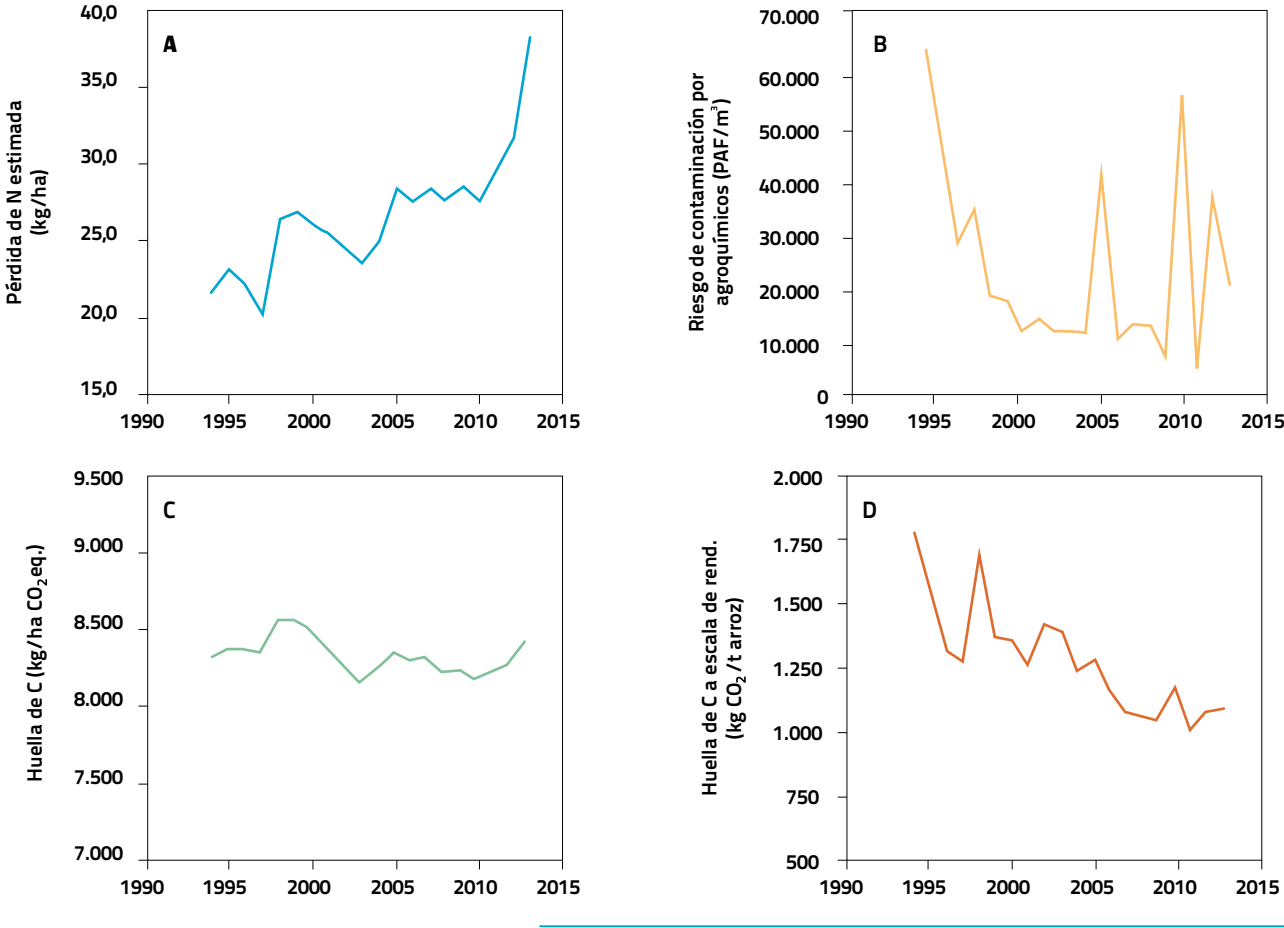 A
Pérdida de N estimada
(kg/ha)
40,0
35,0
30,0
25,0
20,0
15,0
1990 1995 2000 2005 2010 2015
B
Riesgo de contaminación por
agroquímicos (PAF/m³)
70.000
60.000
50.000
40.000
30.000
20.000
10.000
0
1990 1995 2000 2005 2010 2015
C
Huella de C (kg/ha CO₂eq.)
9.500
9.000
8.500
8.000
7.500
7.000
1990 1995 2000 2005 2010 2015
D
Huella de C a escala de rend.
(kg CO₂/t arroz)
2.000
1.750
1.500
1.250
1.000
750
500
1990 1995 2000 2005 2010 2015